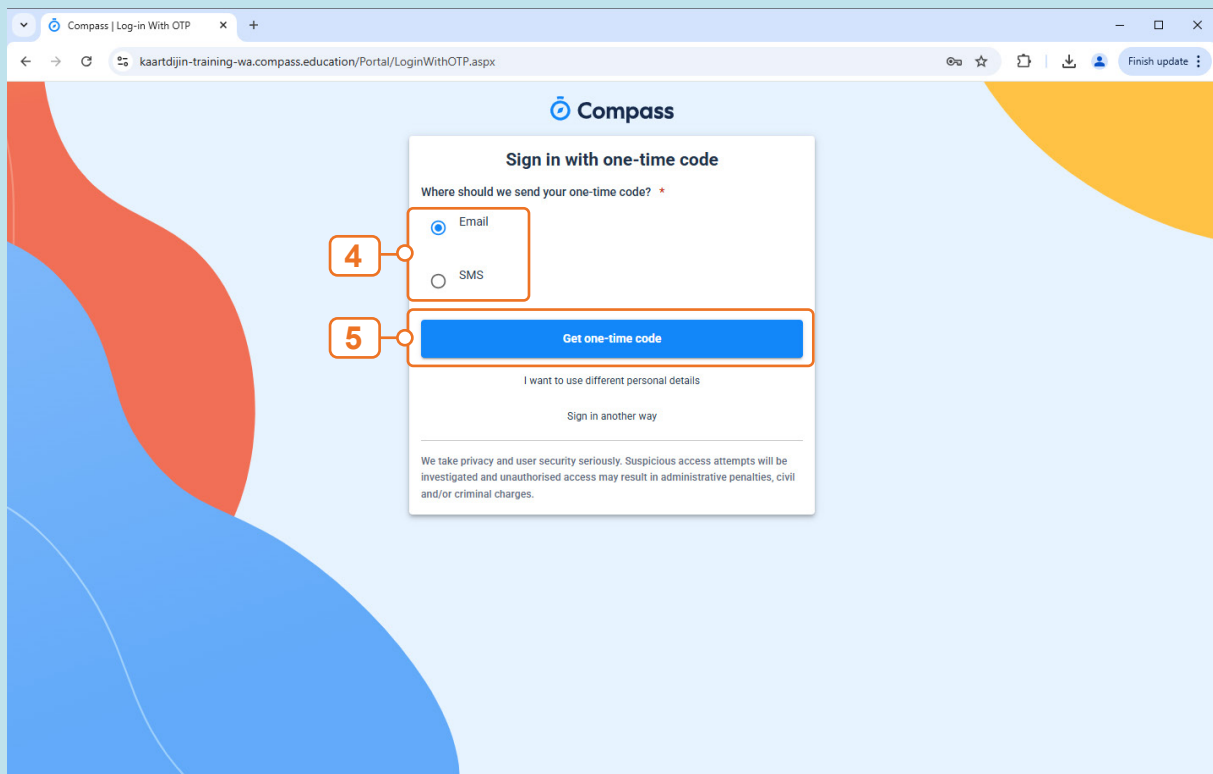 Compass | Log-in With OTP
kaartdijin-training-wa.compass.education/Portal/LoginWithOTP.aspx
Finish update
Compass
Sign in with one-time code
Where should we send your one-time code? *
Email
4
SMS
5
Get one-time code
I want to use different personal details
Sign in another way
We take privacy and user security seriously. Suspicious access attempts will be
investigated and unauthorised access may result in administrative penalties, civil
and/or criminal charges.